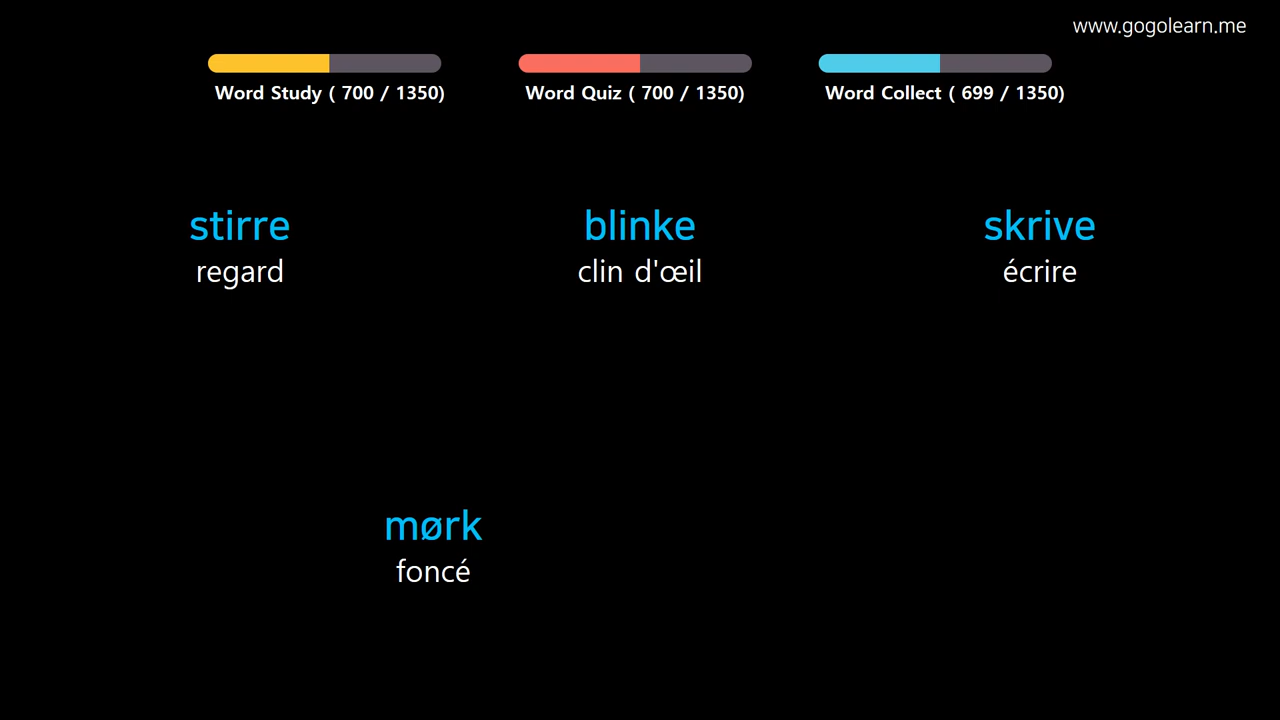 www.gogolearn.me
Word Study ( 700 / 1350)
Word Quiz ( 700 / 1350)
Word Collect ( 699 / 1350)
stirre
regard
blinke
clin d'œil
skrive
écrire
mørk
foncé